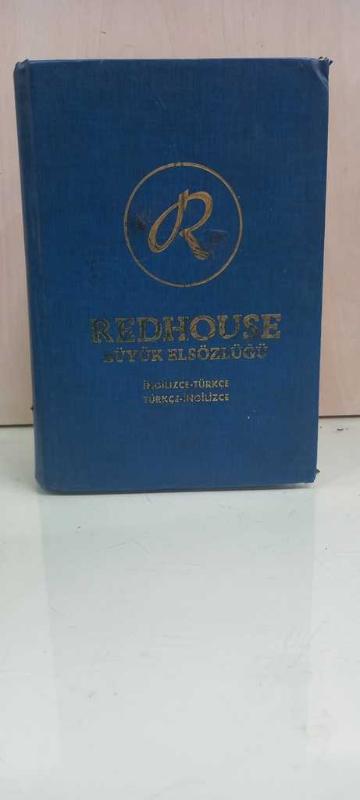 R
REDHOUSE
BÜYÜK ELSÖZLÜĞÜ
İNGİLİZCE-TÜRKÇE
TÜRKÇE-İNGİLİZCE